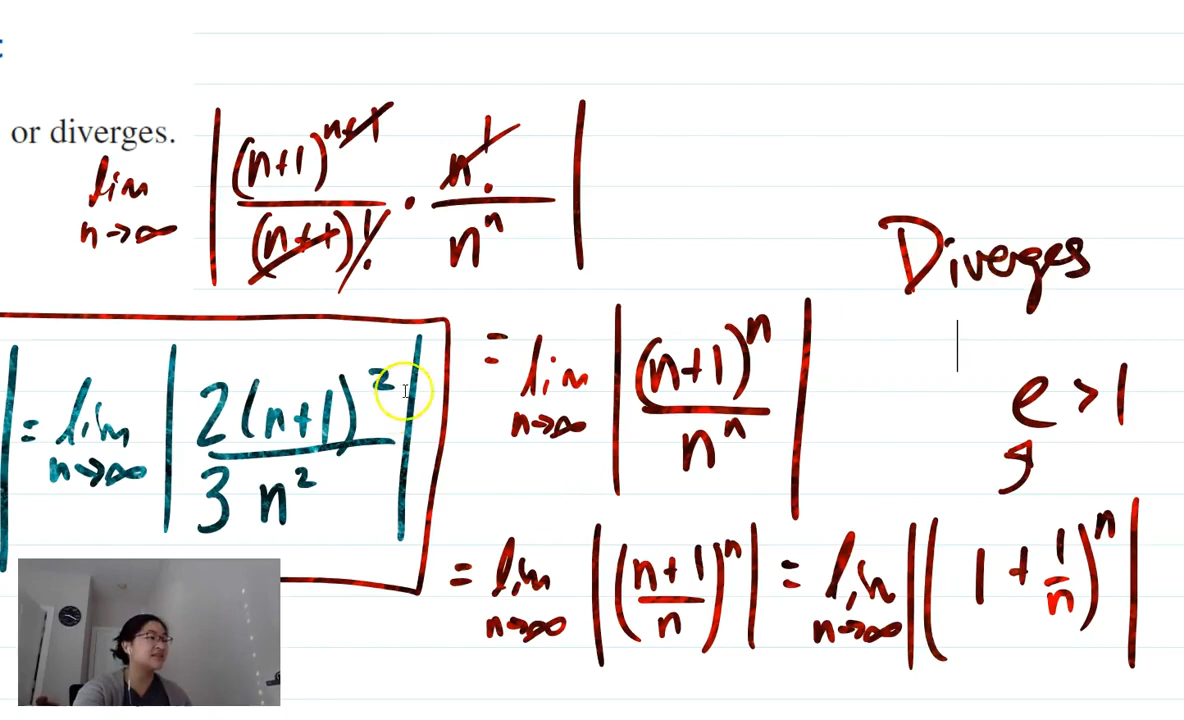 or diverges.
lim n→∞ | (n+1)^(n+1) / (n+1)! · n! / n^n |
Diverges
= lim n→∞ | (n+1)^n / n^n |
e > 1
= lim n→∞ | 2(n+1)^2 / 3n^2 |
= lim n→∞ | ((n+1)/n)^n | = lim n→∞ | (1 + 1/n)^n |